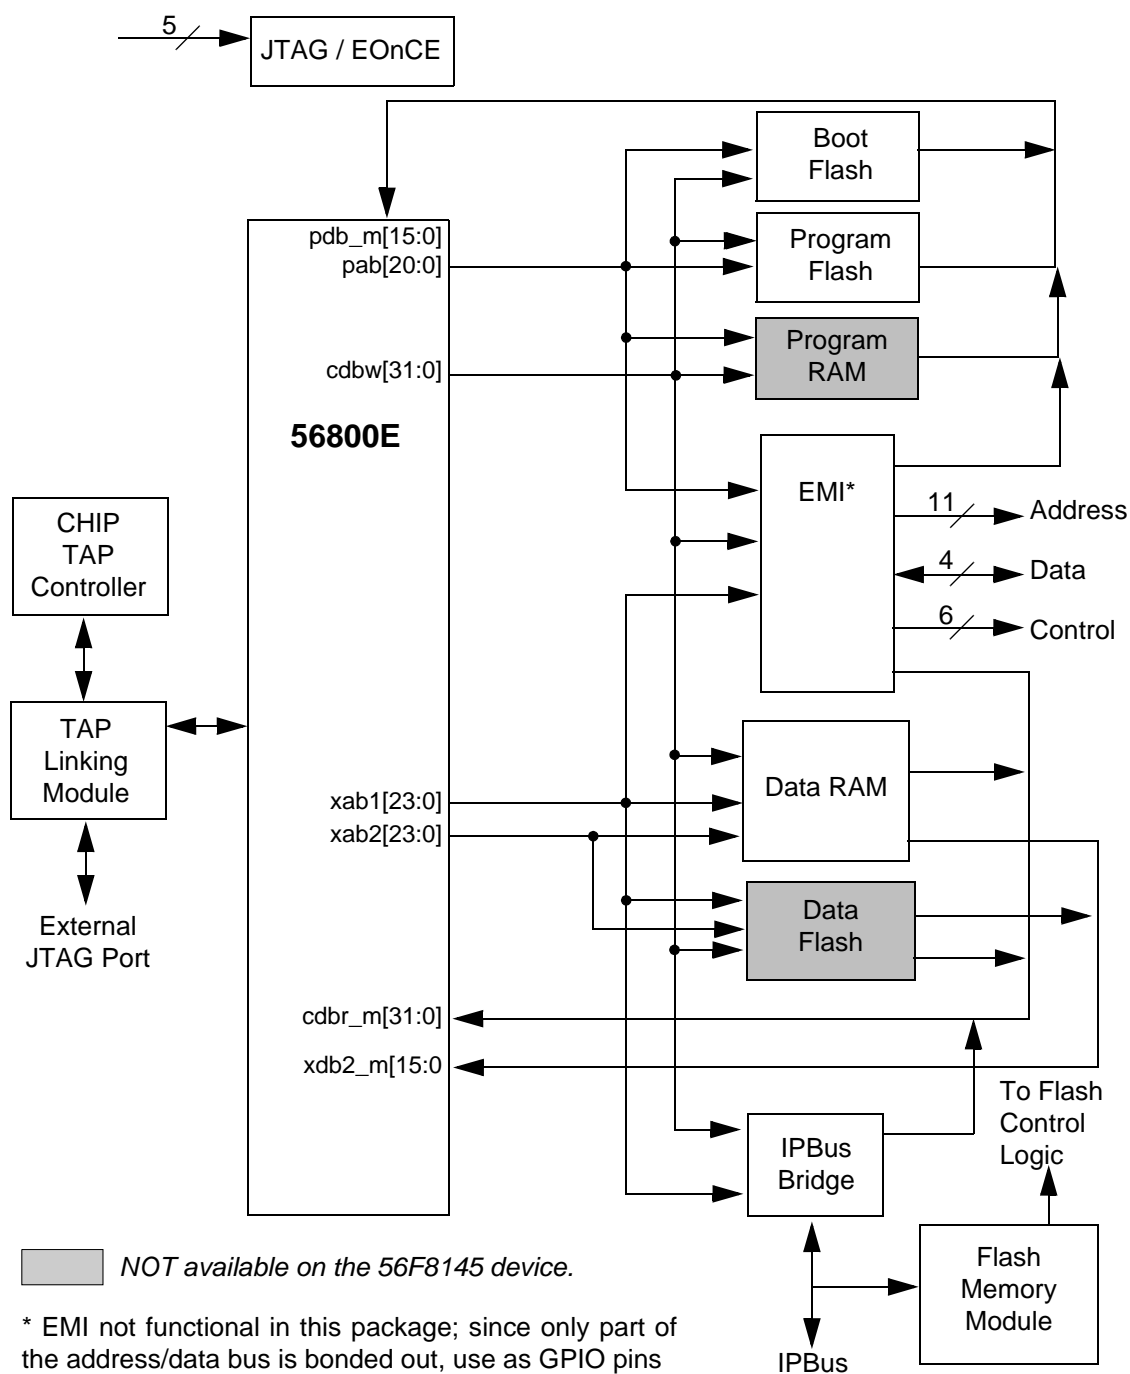 5
JTAG / EOnCE
Boot
Flash
pdb_m[15:0]
pab[20:0]
Program
Flash
cdbw[31:0]
Program
RAM
56800E
EMI*
11
Address
4
Data
6
Control
CHIP
TAP
Controller
TAP
Linking
Module
External
JTAG Port
xab1[23:0]
xab2[23:0]
Data RAM
Data
Flash
cdbr_m[31:0]
xdb2_m[15:0
To Flash
Control
Logic
IPBus
Bridge
Flash
Memory
Module
IPBus
NOT available on the 56F8145 device.
* EMI not functional in this package; since only part of
the address/data bus is bonded out, use as GPIO pins